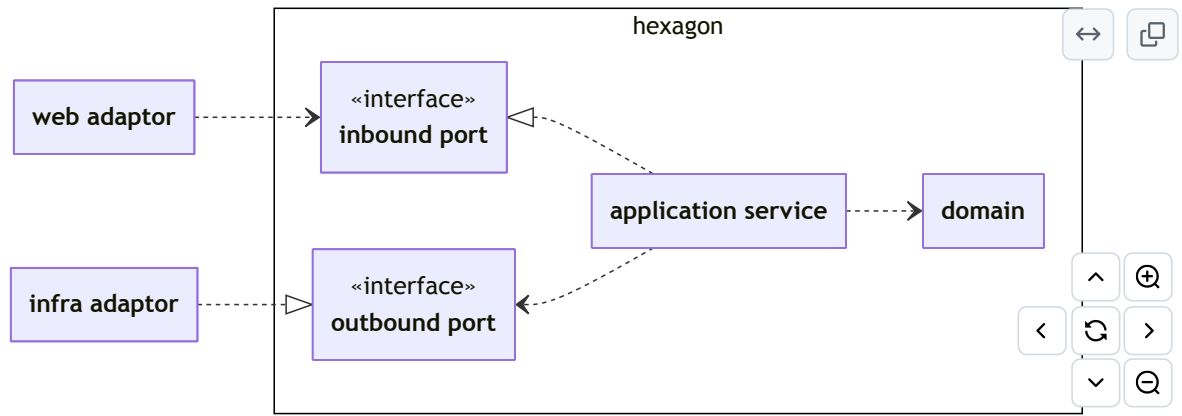 hexagon
web adaptor
«interface»
inbound port
application service
domain
infra adaptor
«interface»
outbound port